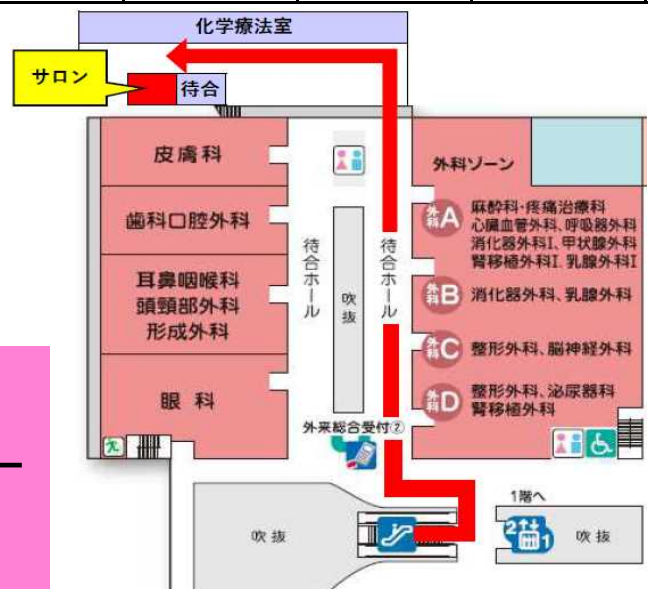 化学療法室
サロン
待合
皮膚科
歯科口腔外科
耳鼻咽喉科
頭頸部外科
形成外科
眼科
待合ホール
吹抜
待合ホール
外科ゾーン
外科A
麻酔科・疼痛治療科
心臓血管外科、呼吸器外科
消化器外科I、甲状腺外科
腎移植外科I、乳腺外科I
外科B
消化器外科、乳腺外科
外科C
整形外科、脳神経外科
外科D
整形外科、泌尿器科
腎移植外科
外来総合受付②
吹抜
1階へ
2
1
吹抜